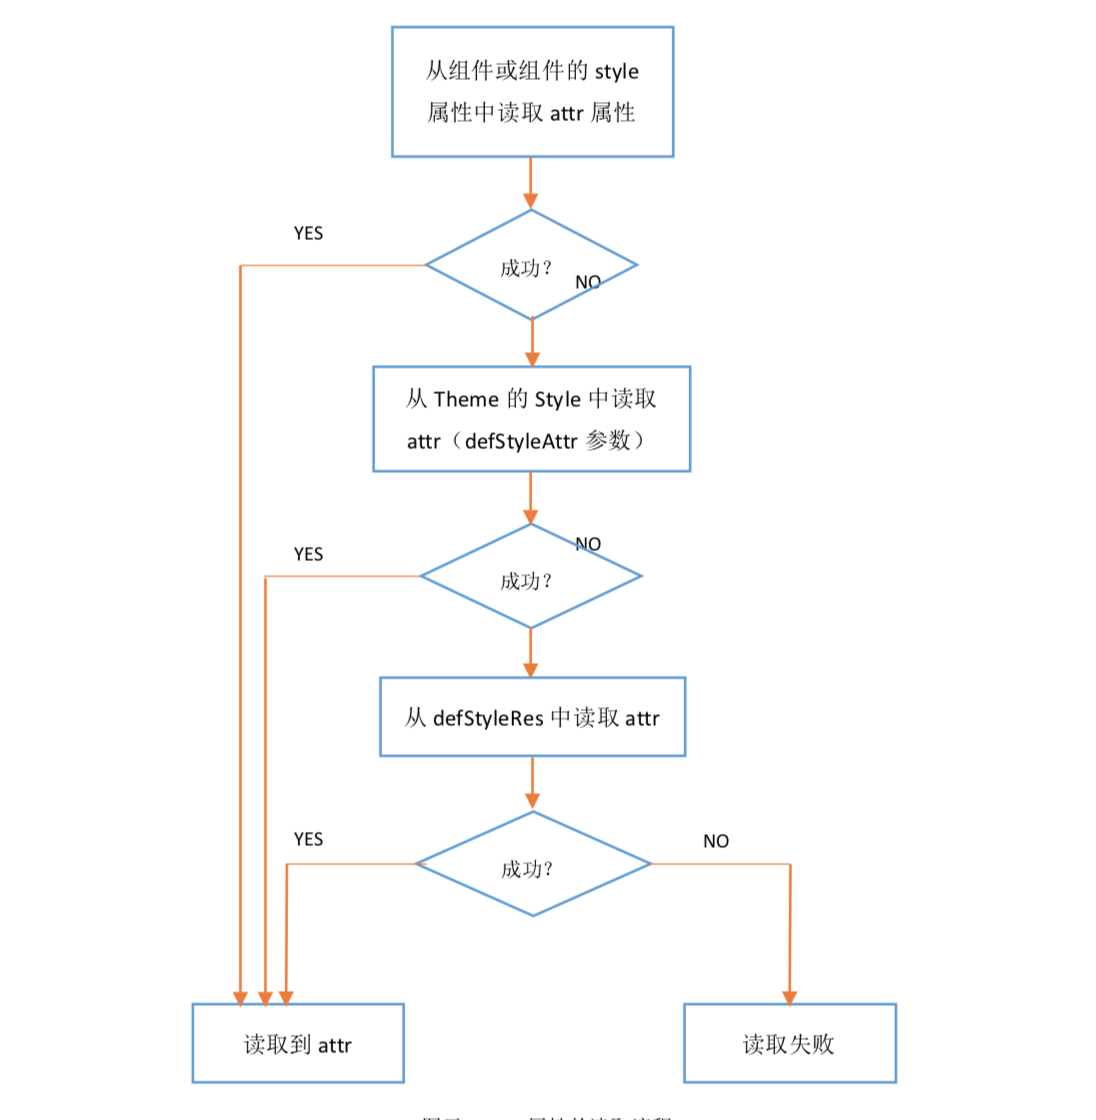 从组件或组件的 style
属性中读取 attr 属性
YES
成功？
NO
从 Theme 的 Style 中读取
attr（defStyleAttr 参数）
NO
YES
成功？
从 defStyleRes 中读取 attr
YES
NO
成功？
读取到 attr
读取失败